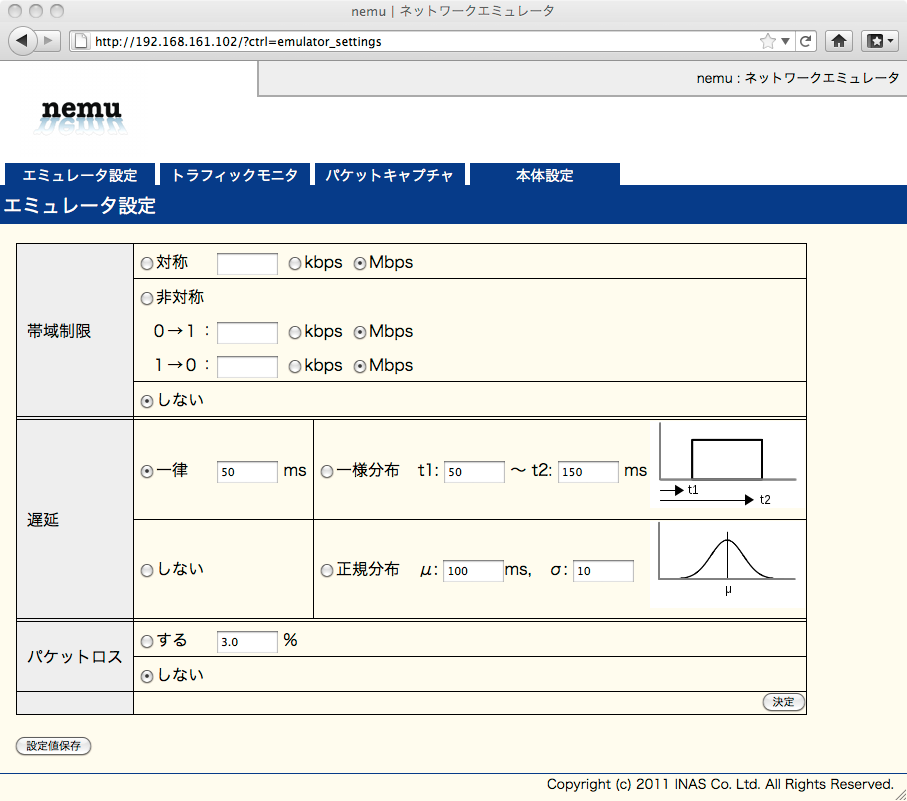 nemu | ネットワークエミュレータ
http://192.168.161.102/?ctrl=emulator_settings
nemu : ネットワークエミュレータ
nemu
エミュレータ設定 トラフィックモニタ パケットキャプチャ 本体設定
エミュレータ設定
帯域制限
対称 kbps Mbps
非対称
0→1 : kbps Mbps
1→0 : kbps Mbps
しない
遅延
一律 50 ms 一様分布 t1: 50 ～ t2: 150 ms
t1
t2
しない 正規分布 μ: 100 ms, σ: 10
μ
パケットロス
する 3.0 %
しない
決定
設定値保存
Copyright (c) 2011 INAS Co. Ltd. All Rights Reserved.